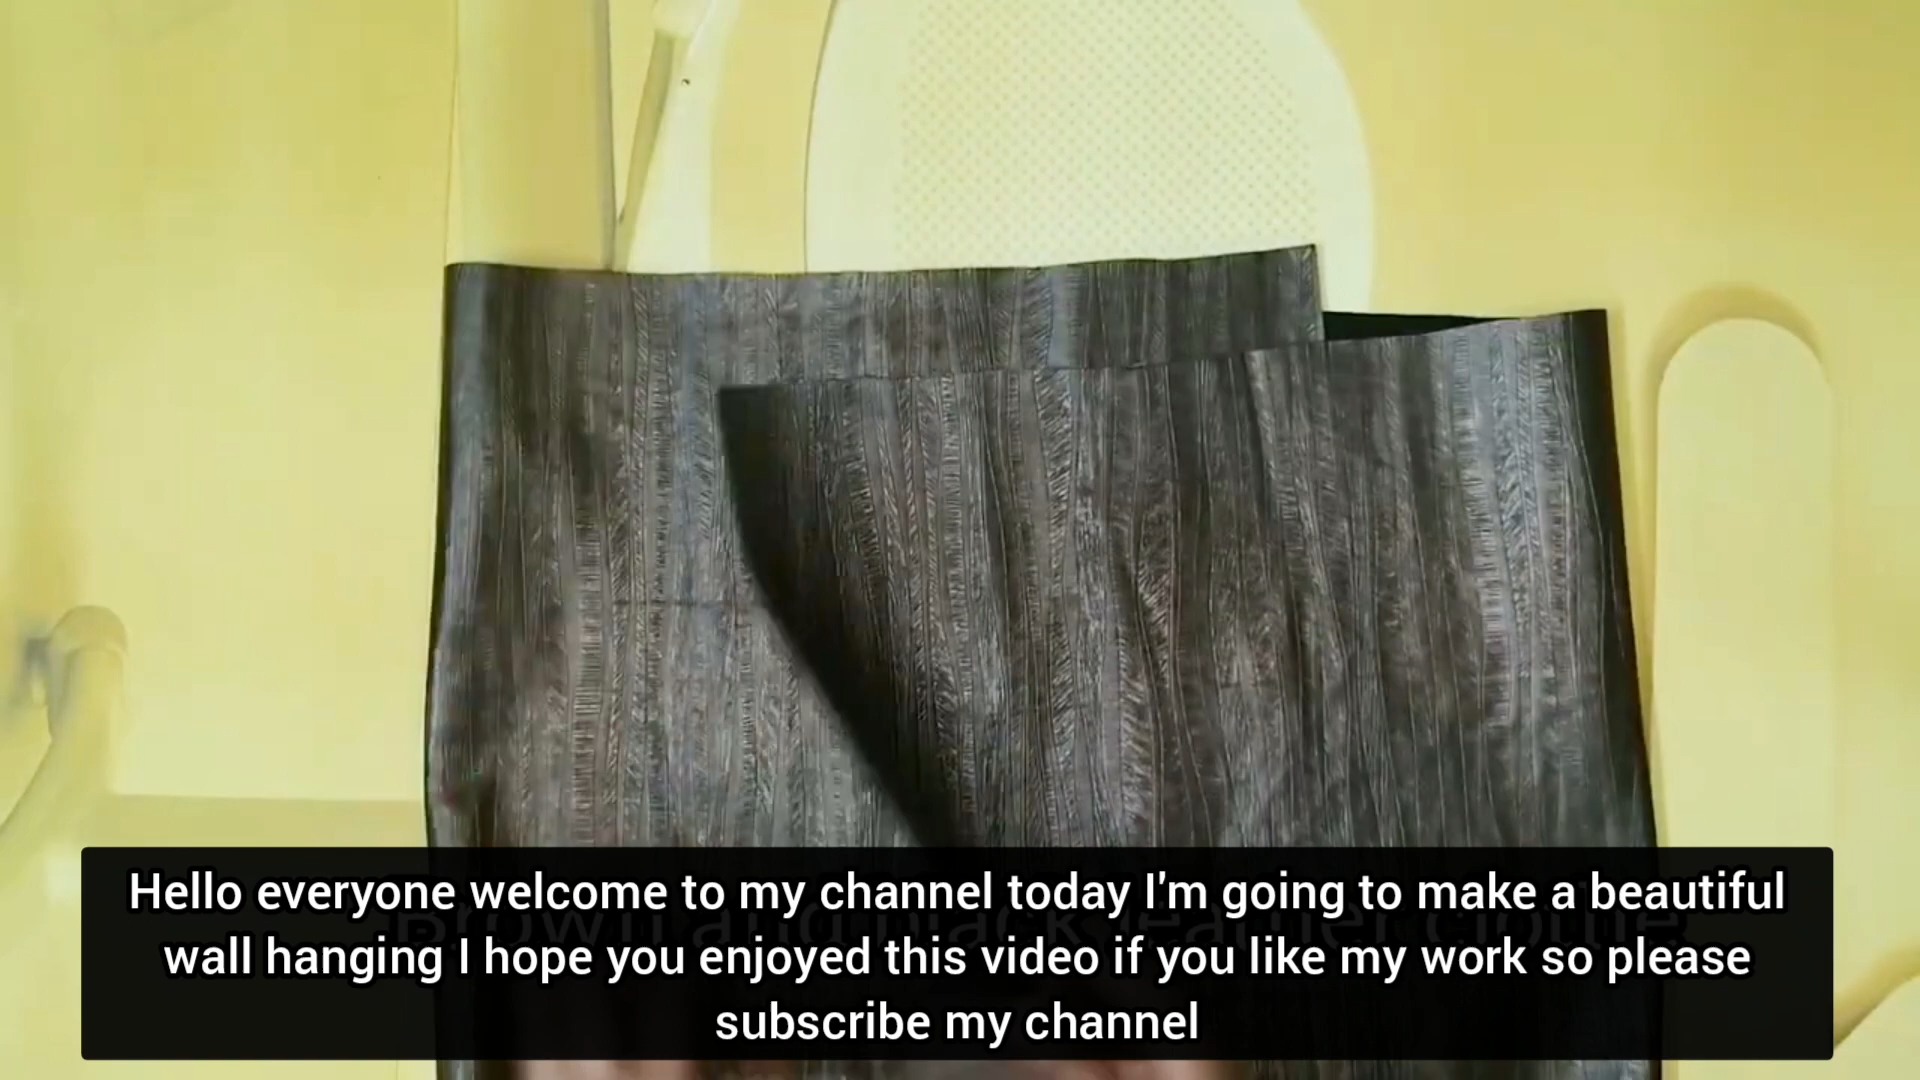 Hello everyone welcome to my channel today I'm going to make a beautiful
wall hanging I hope you enjoyed this video if you like my work so please
subscribe my channel